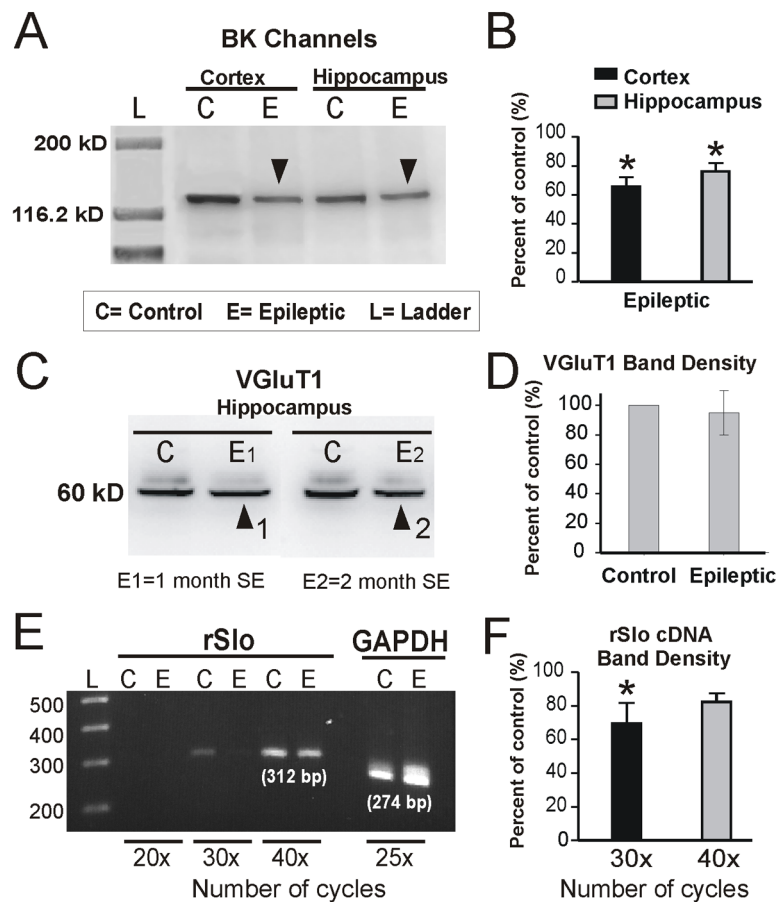 A
BK Channels
Cortex Hippocampus
L C E C E
200 kD
116.2 kD
C= Control E= Epileptic L= Ladder
B
Cortex
Hippocampus
Percent of control (%)
100
80
60
40
20
0
* *
Epileptic
C
VGluT1
Hippocampus
C E1 C E2
60 kD
1 2
E1=1 month SE E2=2 month SE
D
VGluT1 Band Density
Percent of control (%)
100
80
60
40
20
0
Control Epileptic
E
rSlo GAPDH
L C E C E C E C E
500
400
300
200
(312 bp)
(274 bp)
20x 30x 40x 25x
Number of cycles
F
rSlo cDNA
Band Density
Percent of control (%)
100
80
60
40
20
0
*
30x 40x
Number of cycles